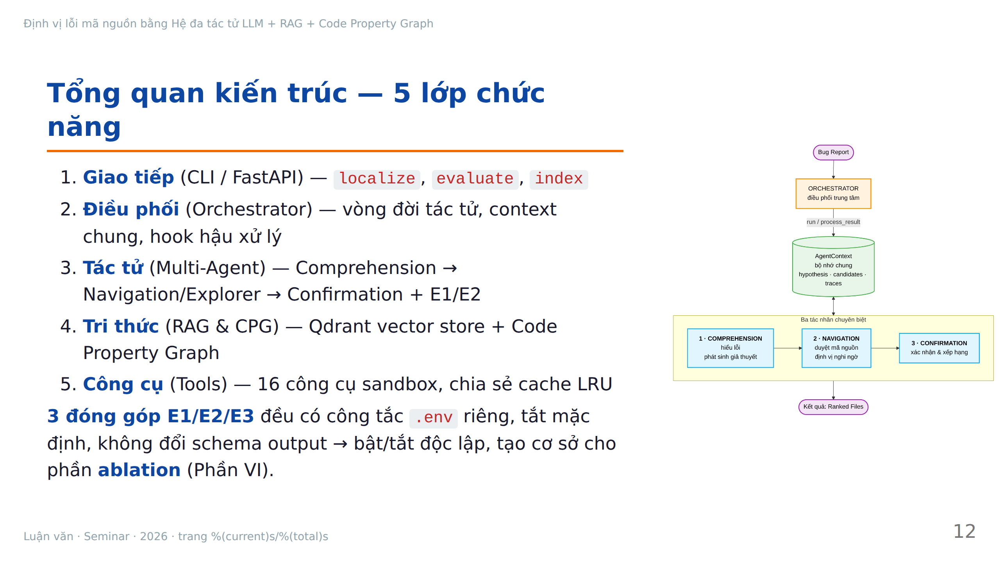 Định vị lỗi mã nguồn bằng Hệ đa tác tử LLM + RAG + Code Property Graph
Tổng quan kiến trúc — 5 lớp chức
năng
1. Giao tiếp (CLI / FastAPI) — localize, evaluate, index
2. Điều phối (Orchestrator) — vòng đời tác tử, context
chung, hook hậu xử lý
3. Tác tử (Multi-Agent) — Comprehension →
Navigation/Explorer → Confirmation + E1/E2
4. Tri thức (RAG & CPG) — Qdrant vector store + Code
Property Graph
5. Công cụ (Tools) — 16 công cụ sandbox, chia sẻ cache LRU
3 đóng góp E1/E2/E3 đều có công tắc .env riêng, tắt mặc
định, không đổi schema output → bật/tắt độc lập, tạo cơ sở cho
phần ablation (Phần VI).
Bug Report
ORCHESTRATOR
điều phối trung tâm
run / process_result
AgentContext
bộ nhớ chung
hypothesis · candidates ·
traces
Ba tác nhân chuyên biệt
1 · COMPREHENSION
hiểu lỗi
phát sinh giả thuyết
2 · NAVIGATION
duyệt mã nguồn
định vị nghi ngờ
3 · CONFIRMATION
xác nhận & xếp hạng
Kết quả: Ranked Files
Luận văn · Seminar · 2026 · trang %(current)s/%(total)s
12